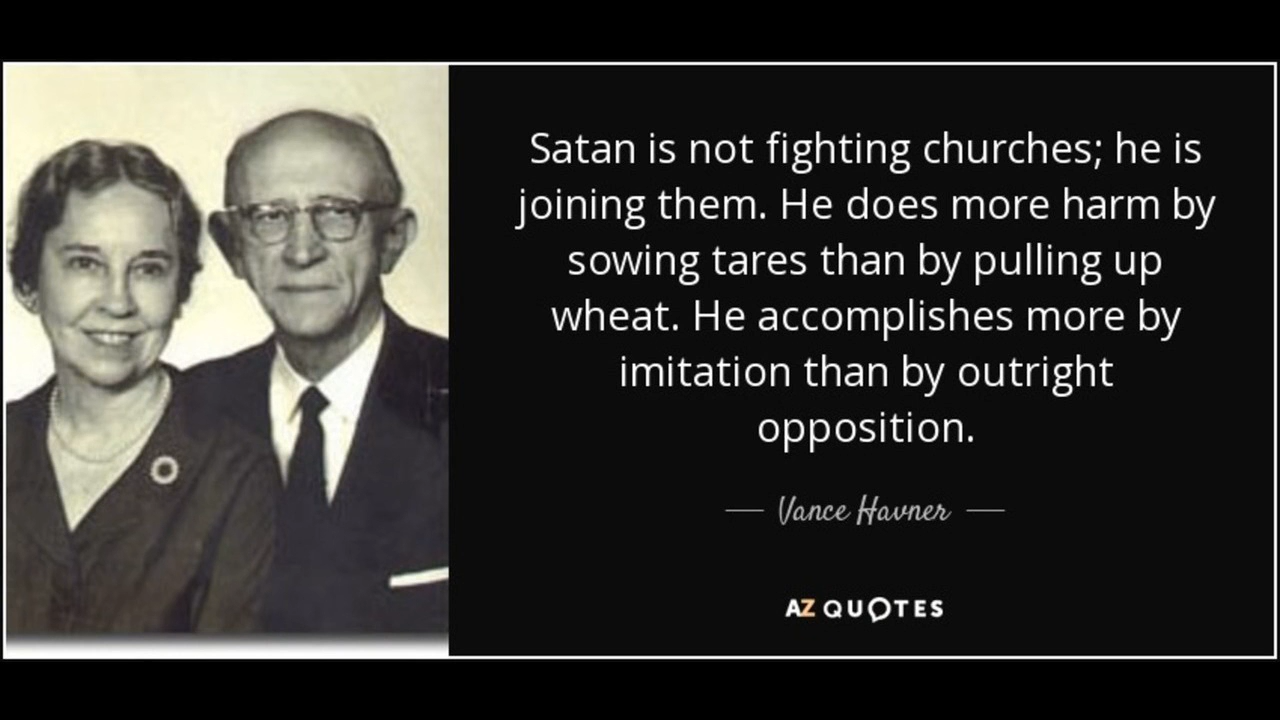 Satan is not fighting churches; he is
joining them. He does more harm by
sowing tares than by pulling up
wheat. He accomplishes more by
imitation than by outright
opposition.
Vance Havner
AZ QUOTES